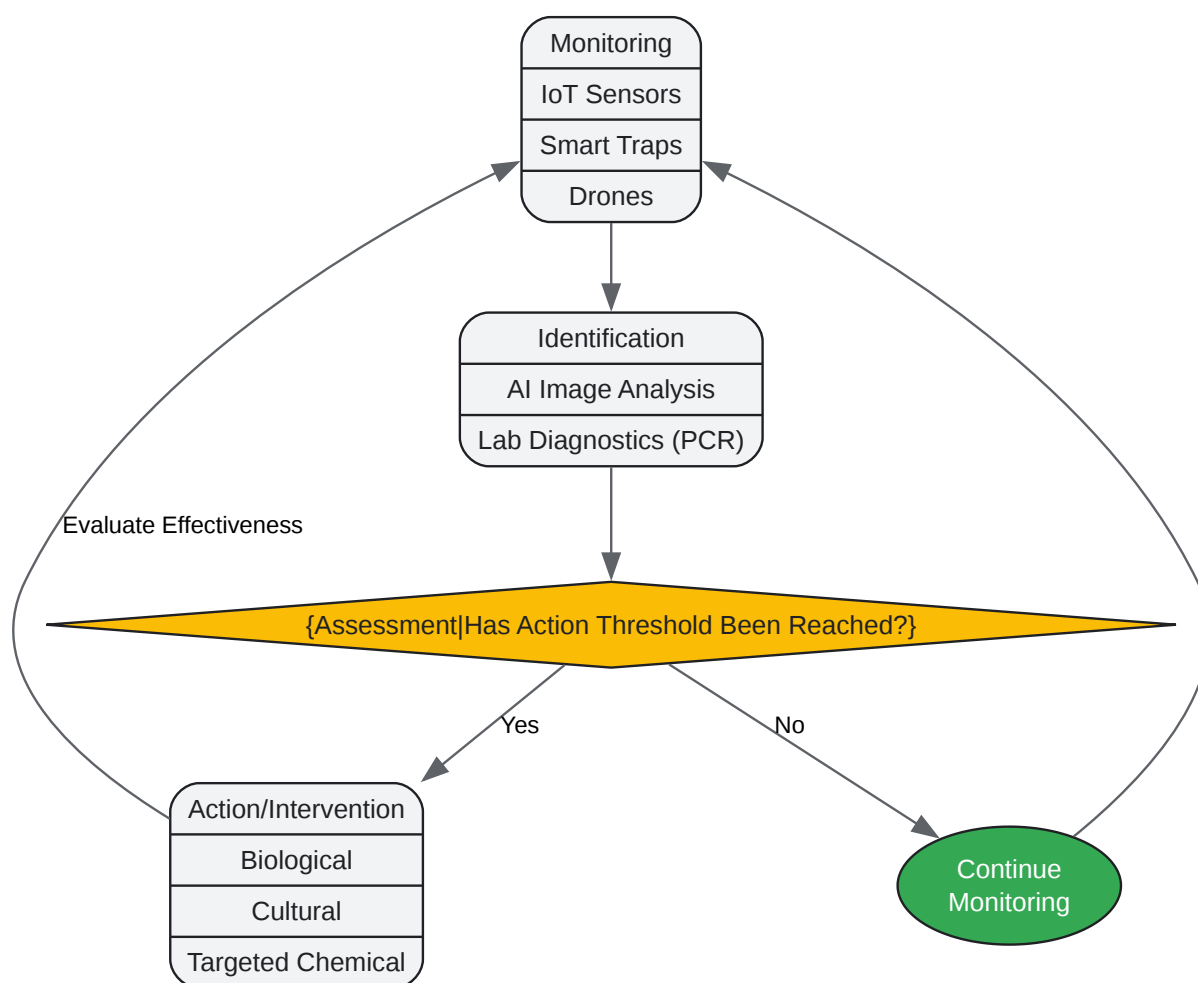 Monitoring
IoT Sensors
Smart Traps
Drones
Identification
AI Image Analysis
Lab Diagnostics (PCR)
Evaluate Effectiveness
{Assessment|Has Action Threshold Been Reached?}
Yes
No
Action/Intervention
Biological
Cultural
Targeted Chemical
Continue
Monitoring